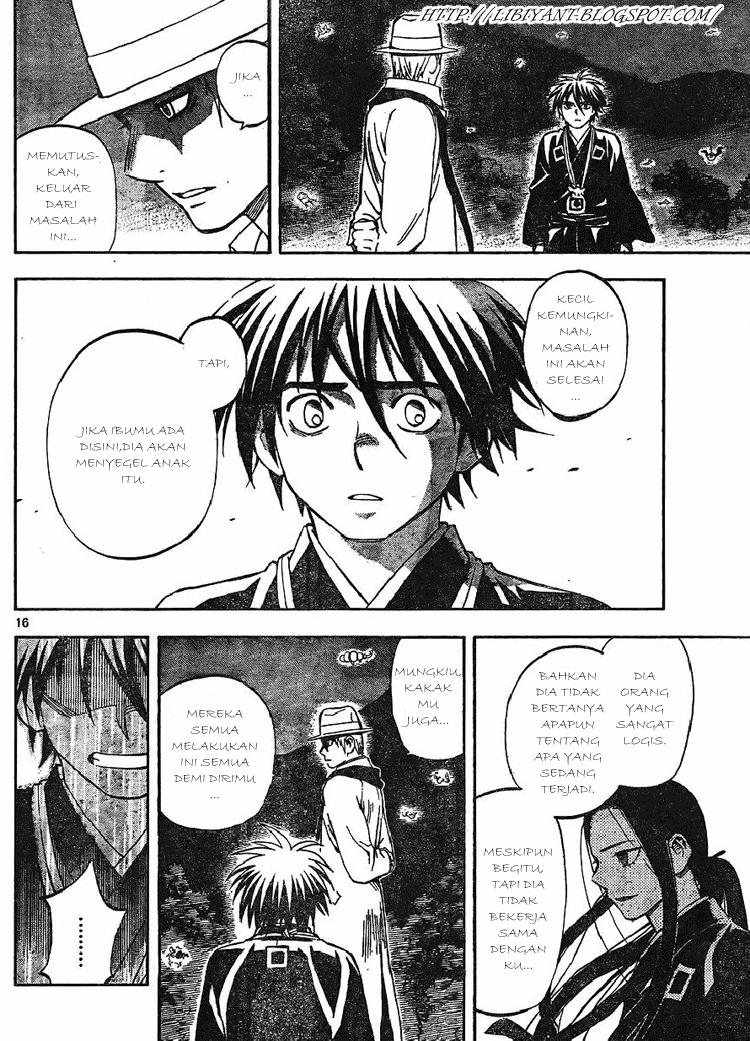 HTTP://LIBIYANT.BLOGSPOT.COM/
JIKA
...
MEMUTUS-
KAN,
KELUAR
DARI
MASALAH
INI...
KECIL
KEMUNGKI-
NAN,
MASALAH
INI AKAN
SELESAI
...
TAPI,
JIKA IBUMU ADA
DISINI,DIA AKAN
MENYEGEL ANAK
ITU.
16
DIA
ORANG
YANG
SANGAT
LOGIS.
BAHKAN
DIA TIDAK
BERTANYA
APAPUN
TENTANG
APA YANG
SEDANG
TERJADI.
MESKIPUN
BEGITU,
TAPI DIA
TIDAK
BEKERJA
SAMA
DENGAN
KU...
MUNGKIU,
KAKAK
MU
JUGA...
MEREKA
SEMUA
MELAKUKAN
INI SEMUA
DEMI DIRIMU
...
........